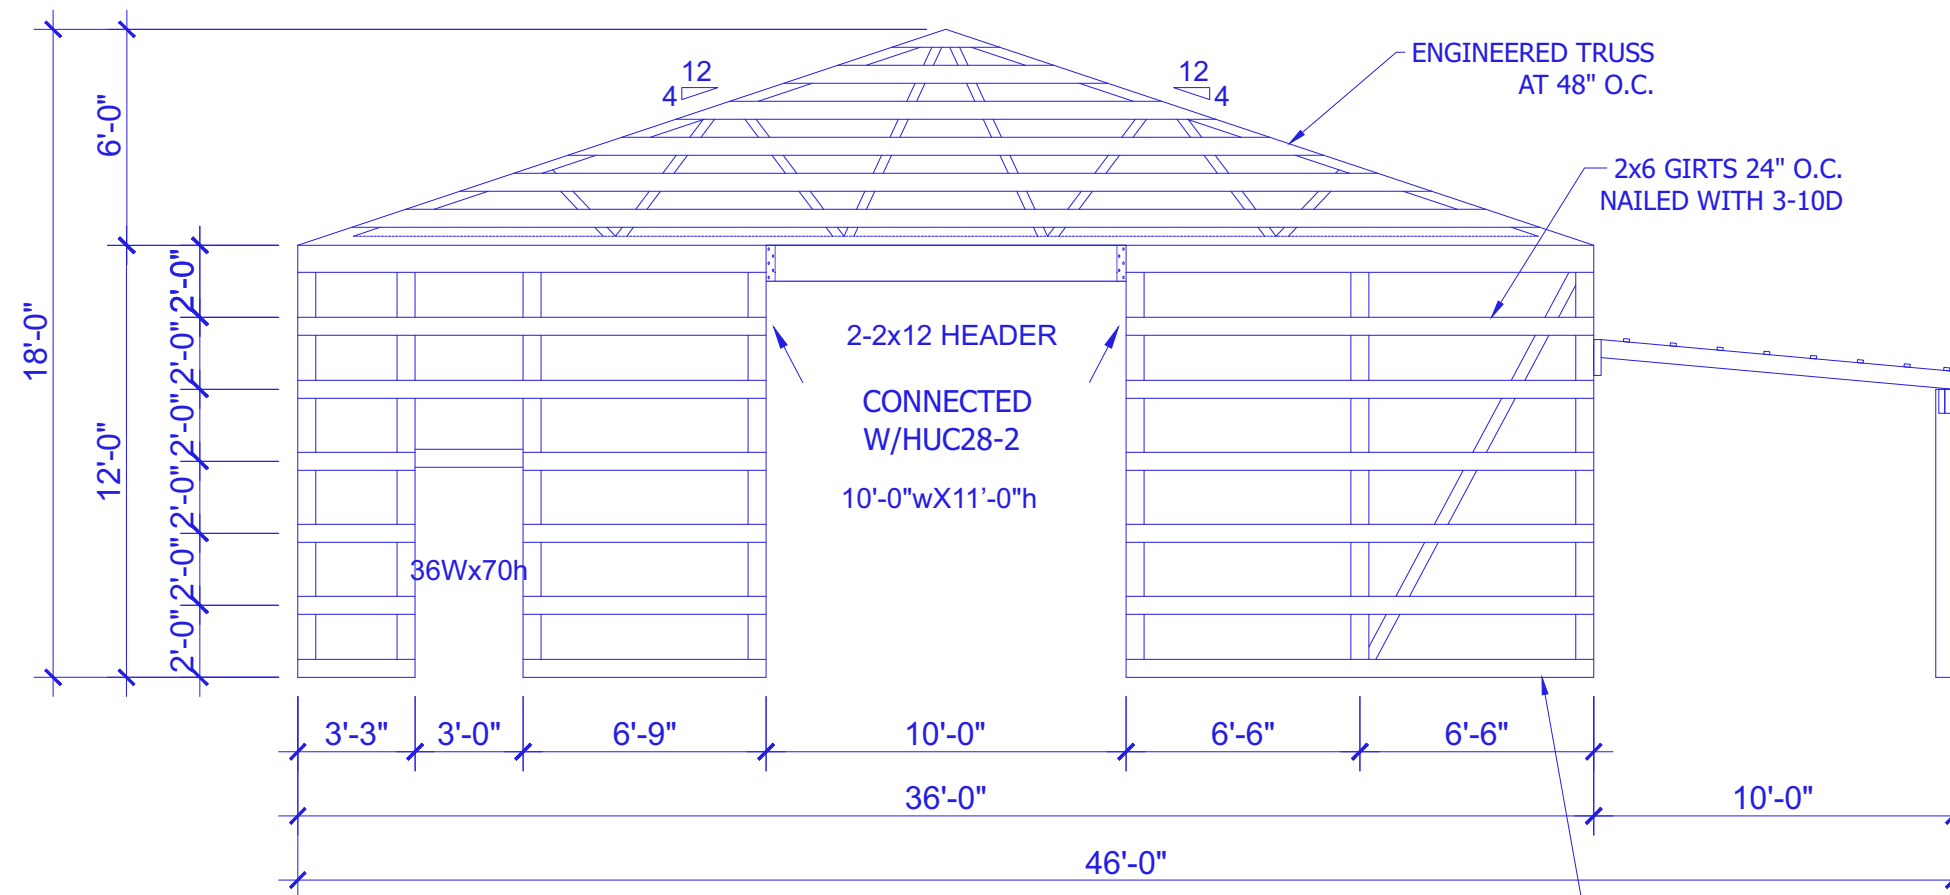 ENGINEERED TRUSS
AT 48" O.C.
12
4
12
4
6'-0"
2x6 GIRTS 24" O.C.
NAILED WITH 3-10D
18'-0"
12'-0"
2'-0"
2'-0"
2'-0"
2'-0"
2'-0"
2'-0"
2-2x12 HEADER
CONNECTED
W/HUC28-2
10'-0"wX11'-0"h
36Wx70h
3'-3"
3'-0"
6'-9"
10'-0"
6'-6"
6'-6"
36'-0"
10'-0"
46'-0"